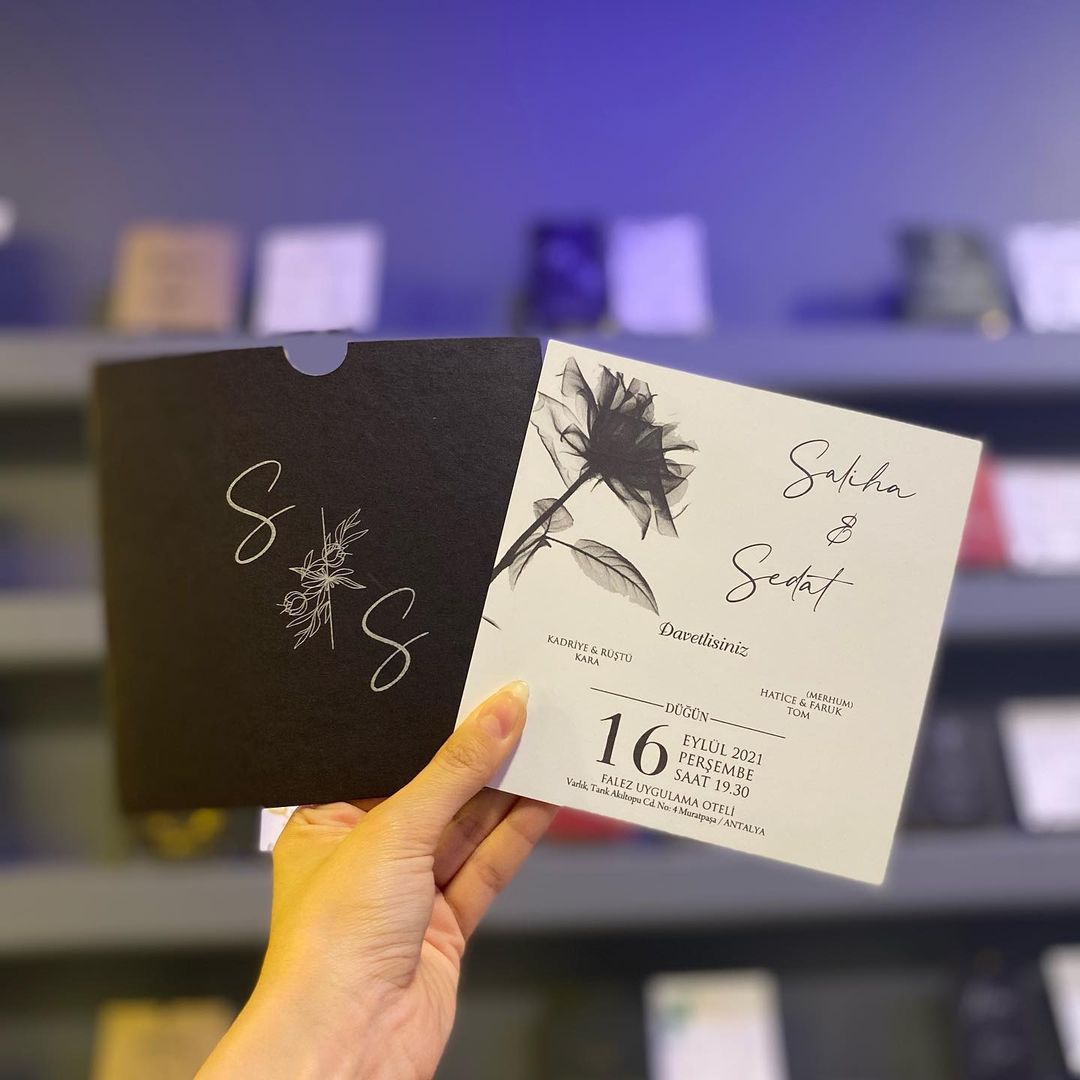 S
S
Saliha
&
Sedat
Davetlisiniz
KADRİYE & RÜŞTÜ
KARA
(MERHUM)
HATİCE & FARUK
TOM
DÜĞÜN
16
EYLÜL 2021
PERŞEMBE
SAAT 19.30
FALEZ UYGULAMA OTELİ
Varlık, Tarık Akıltopu Cd. No: 4 Muratpaşa / ANTALYA